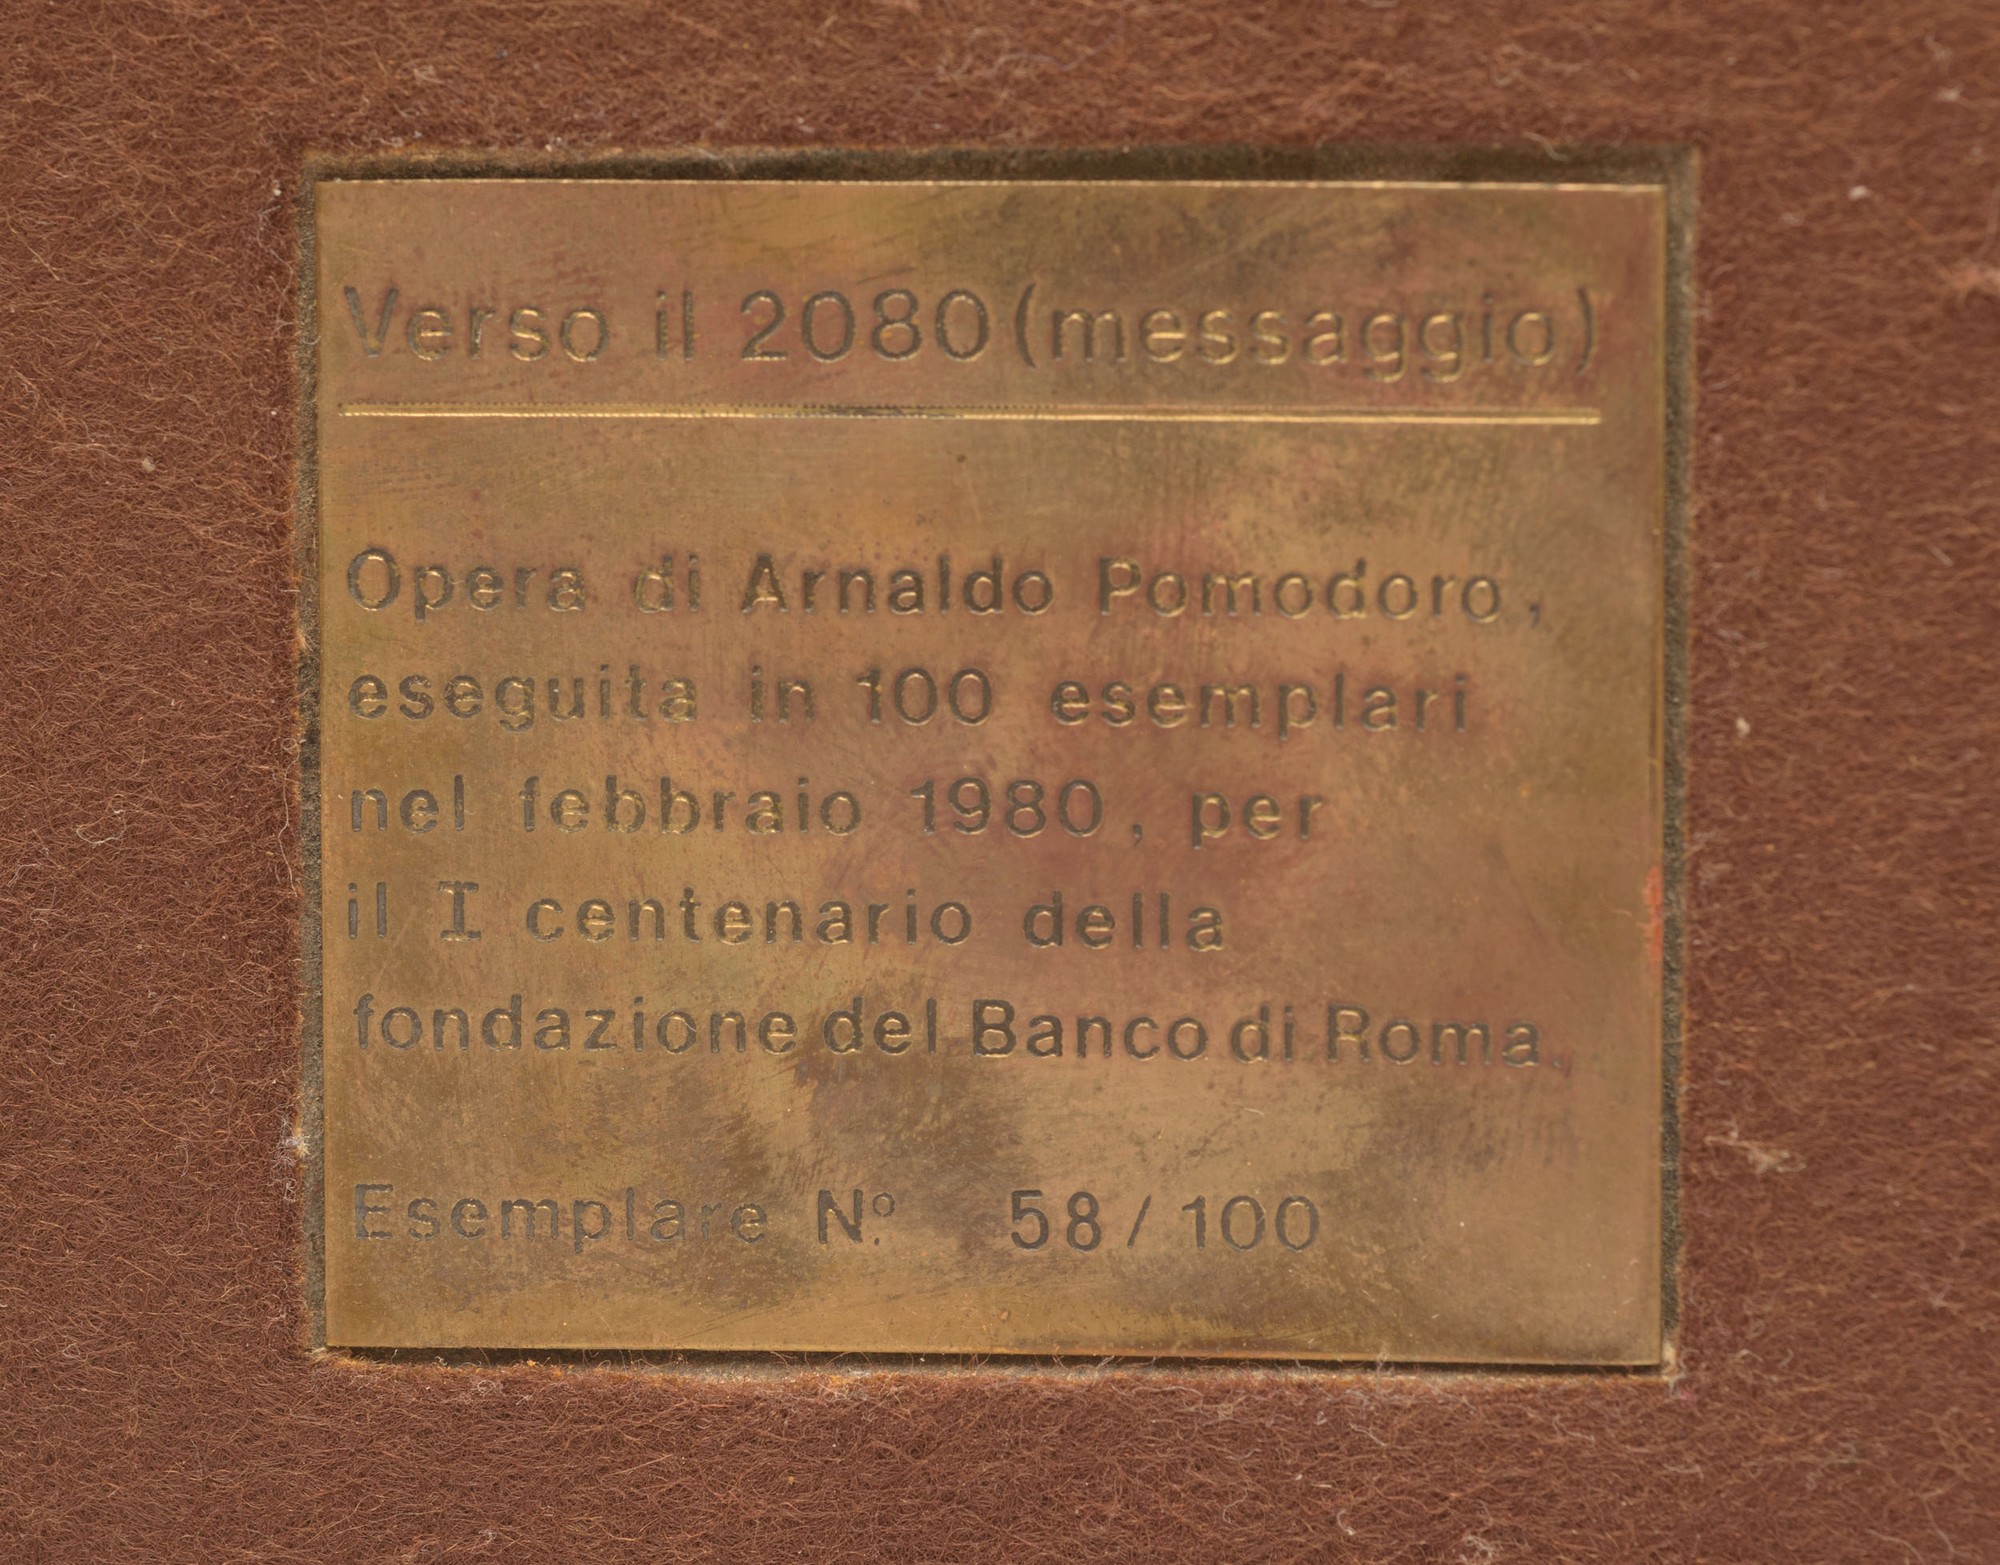 Verso il 2080 (messaggio)
Opera di Arnaldo Pomodoro,
eseguita in 100 esemplari
nel febbraio 1980, per
il I centenario della
fondazione del Banco di Roma.
Esemplare Nº. 58/100